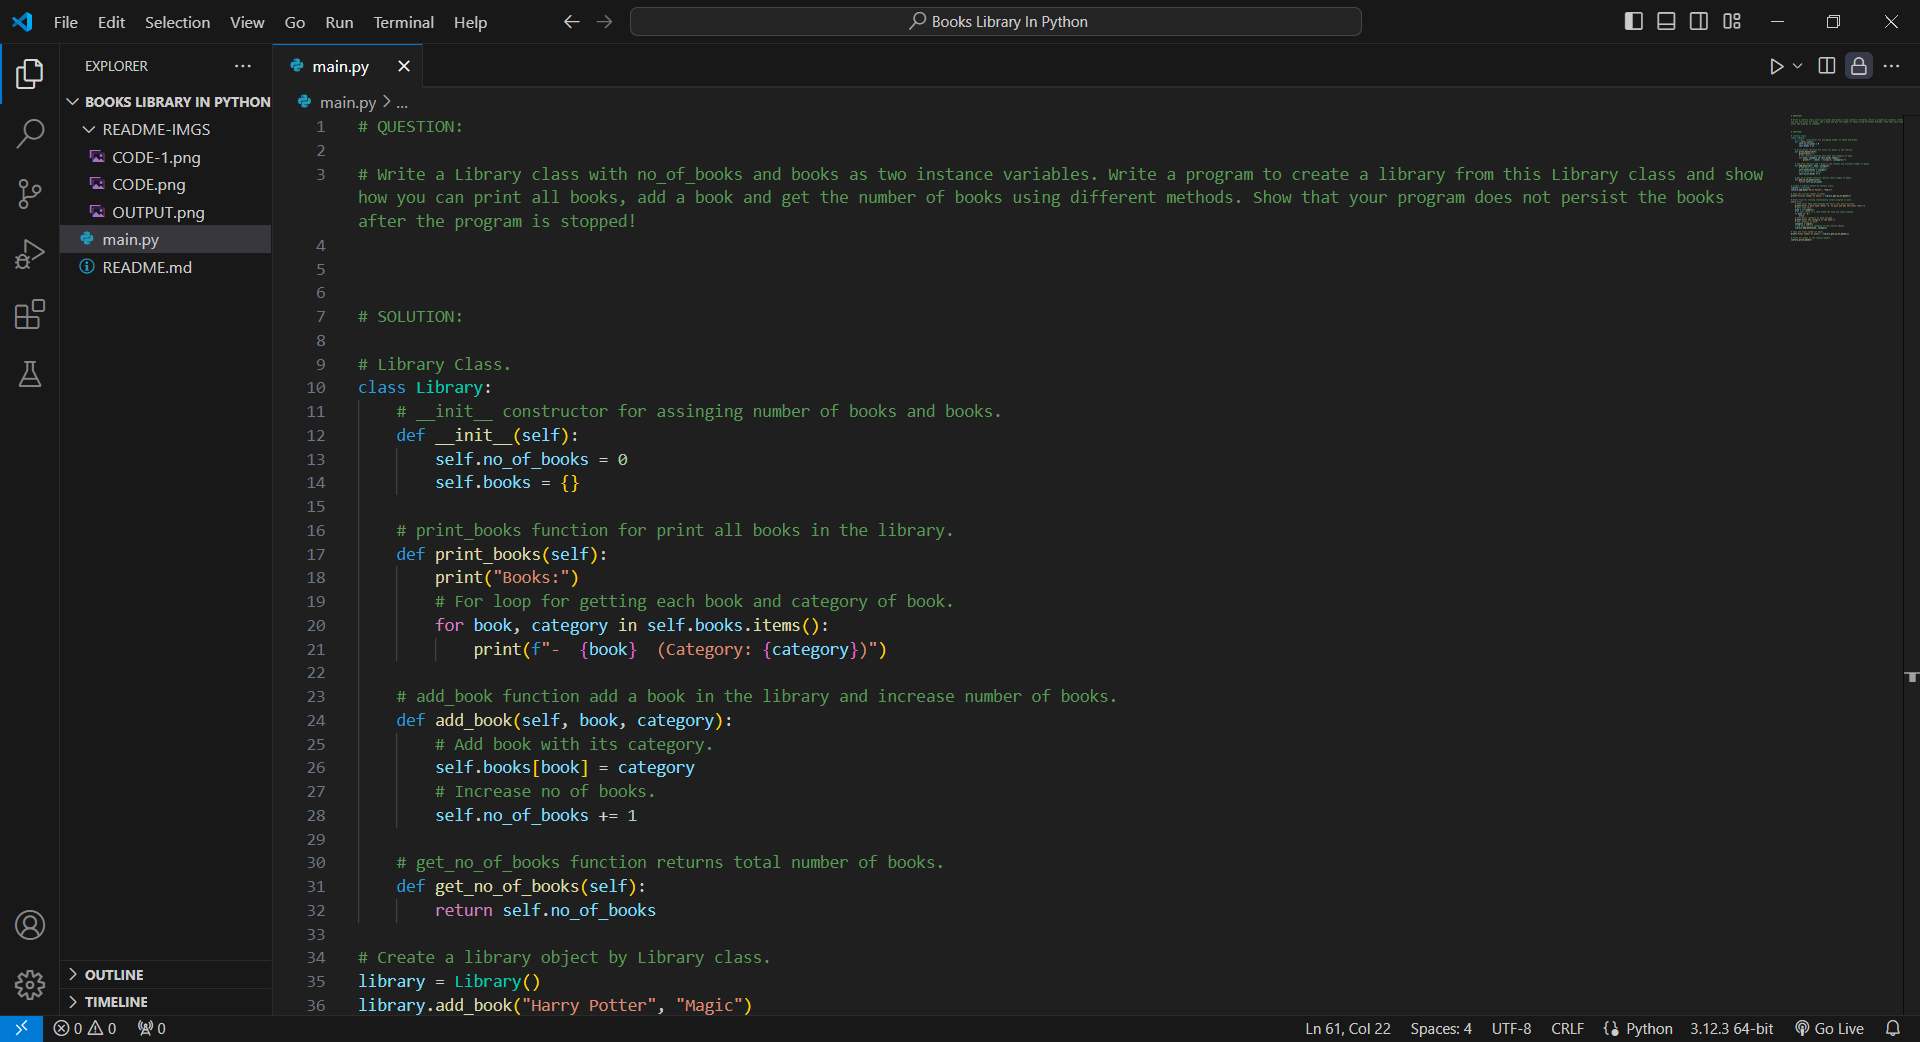 File Edit Selection View Go Run Terminal Help
Books Library In Python
EXPLORER
BOOKS LIBRARY IN PYTHON
README-IMGS
CODE-1.png
CODE.png
OUTPUT.png
main.py
README.md
OUTLINE
TIMELINE
main.py
main.py > ...
1 # QUESTION:
2
3 # Write a Library class with no_of_books and books as two instance variables. Write a program to create a library from this Library class and show
how you can print all books, add a book and get the number of books using different methods. Show that your program does not persist the books
after the program is stopped!
4
5
6
7 # SOLUTION:
8
9 # Library Class.
10 class Library:
11     # __init__ constructor for assinging number of books and books.
12     def __init__(self):
13         self.no_of_books = 0
14         self.books = {}
15
16     # print_books function for print all books in the library.
17     def print_books(self):
18         print("Books:")
19         # For loop for getting each book and category of book.
20         for book, category in self.books.items():
21             print(f"-  {book}  (Category: {category})")
22
23     # add_book function add a book in the library and increase number of books.
24     def add_book(self, book, category):
25         # Add book with its category.
26         self.books[book] = category
27         # Increase no of books.
28         self.no_of_books += 1
29
30     # get_no_of_books function returns total number of books.
31     def get_no_of_books(self):
32         return self.no_of_books
33
34 # Create a library object by Library class.
35 library = Library()
36 library.add_book("Harry Potter", "Magic")
0 0 0
Ln 61, Col 22 Spaces: 4 UTF-8 CRLF Python 3.12.3 64-bit Go Live